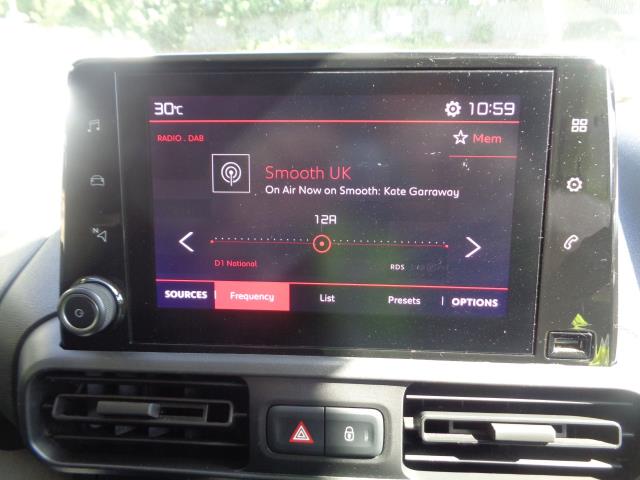 30°C 10:59
RADIO . DAB
Mem
Smooth UK
On Air Now on Smooth: Kate Garraway
12A
D1 National
RDS
SOURCES Frequency List Presets OPTIONS
N